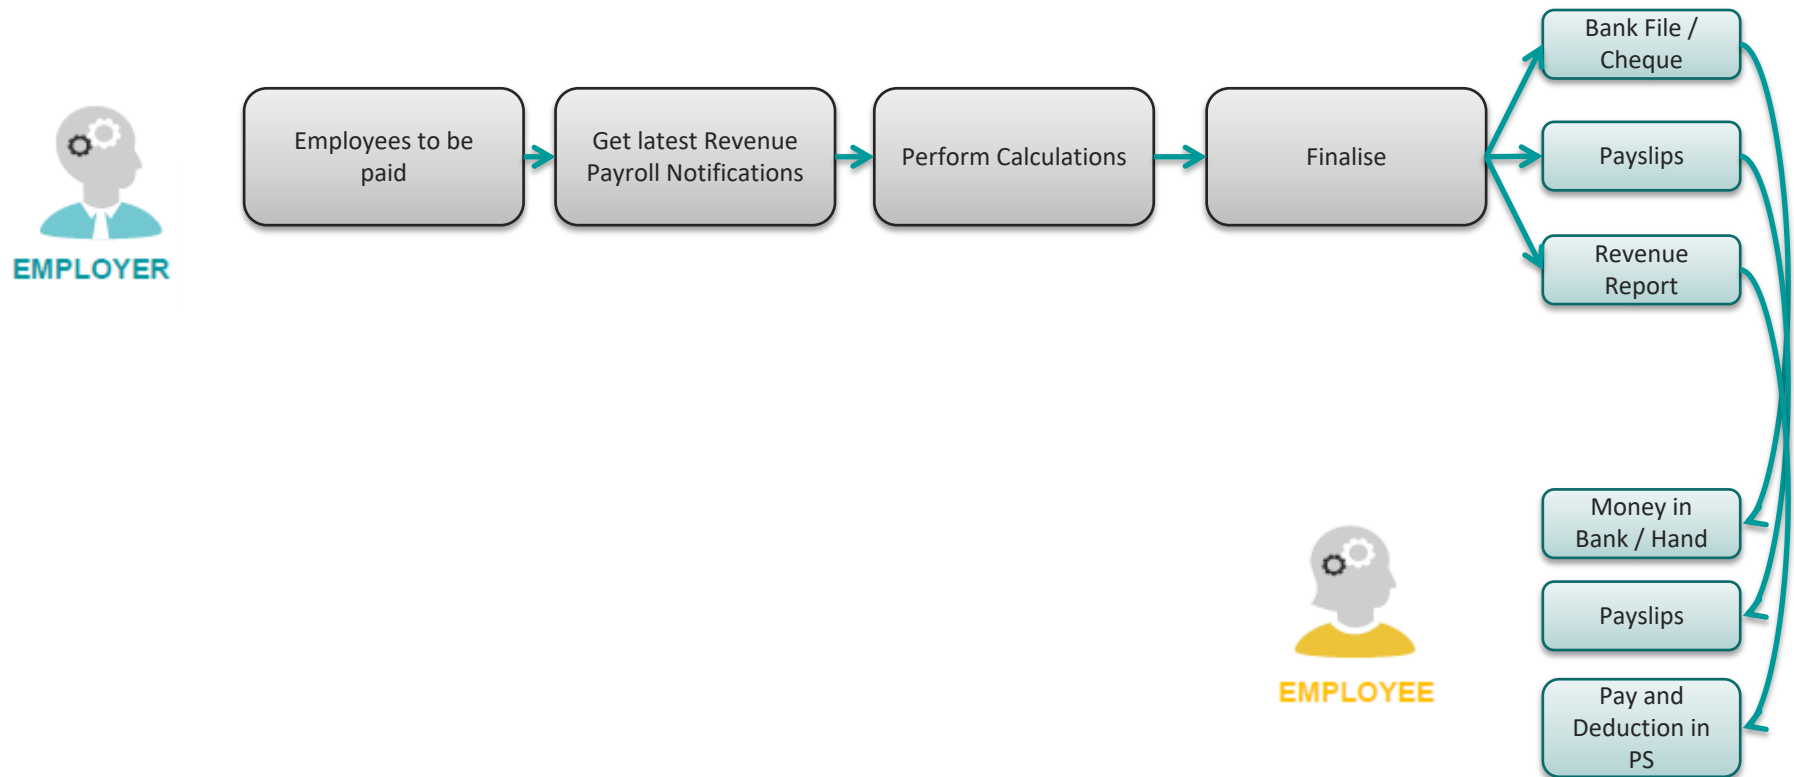 Bank File /
Cheque
Employees to be
paid
Get latest Revenue
Payroll Notifications
Perform Calculations
Finalise
Payslips
Revenue
Report
EMPLOYER
Money in
Bank / Hand
Payslips
EMPLOYEE
Pay and
Deduction in
PS